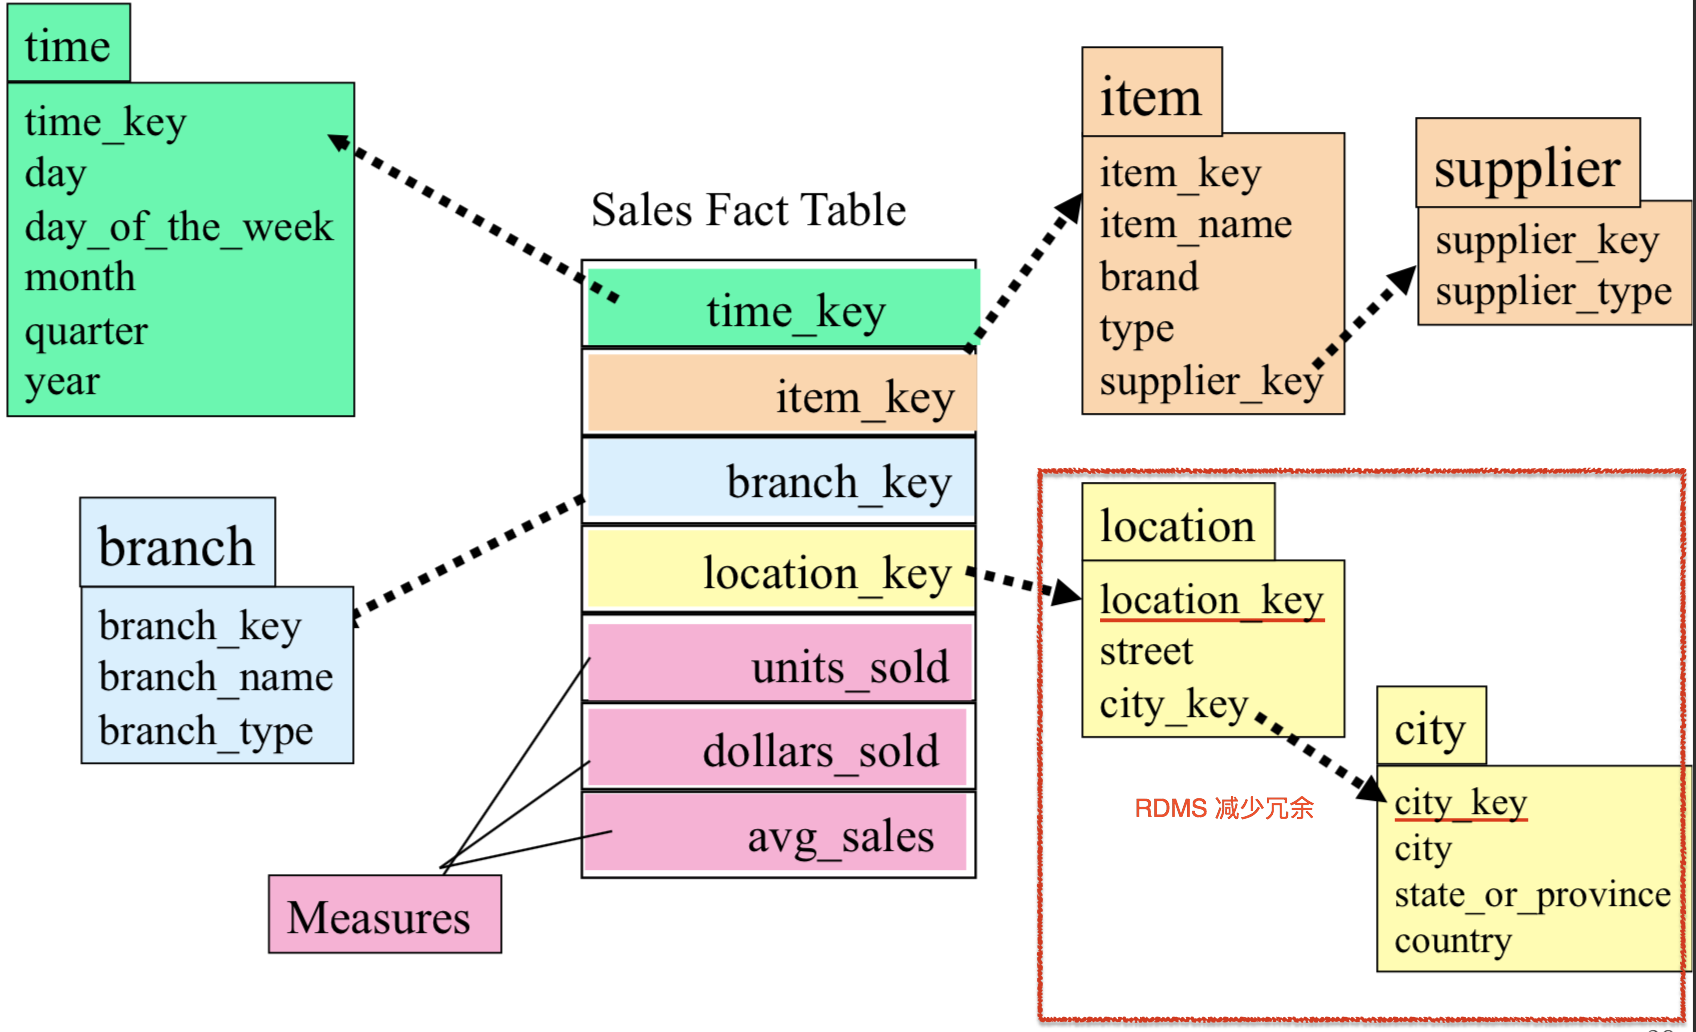 time
time_key
day
day_of_the_week
month
quarter
year
Sales Fact Table
time_key
item_key
branch_key
location_key
units_sold
dollars_sold
avg_sales
item
item_key
item_name
brand
type
supplier_key
supplier
supplier_key
supplier_type
branch
branch_key
branch_name
branch_type
Measures
location
location_key
street
city_key
RDMS 减少冗余
city
city_key
city
state_or_province
country